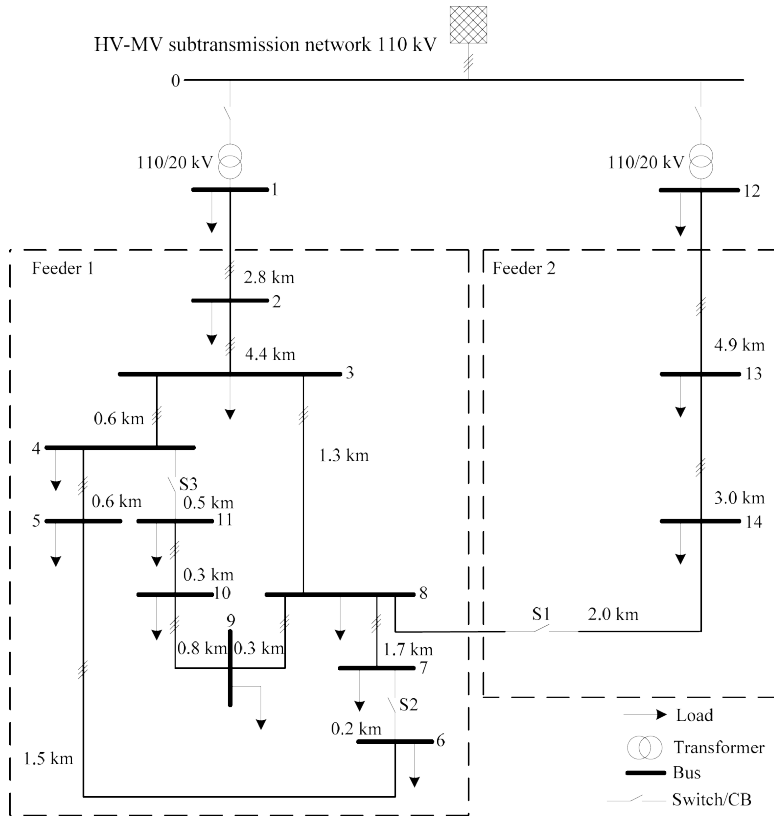 HV-MV subtransmission network 110 kV
0
110/20 kV
110/20 kV
1
12
Feeder 1
Feeder 2
2.8 km
2
4.9 km
4.4 km
3
13
0.6 km
4
1.3 km
S3
0.6 km
0.5 km
3.0 km
5
11
14
0.3 km
10
8
9
S1
2.0 km
0.8 km
0.3 km
1.7 km
7
S2
0.2 km
6
1.5 km
Load
Transformer
Bus
Switch/CB